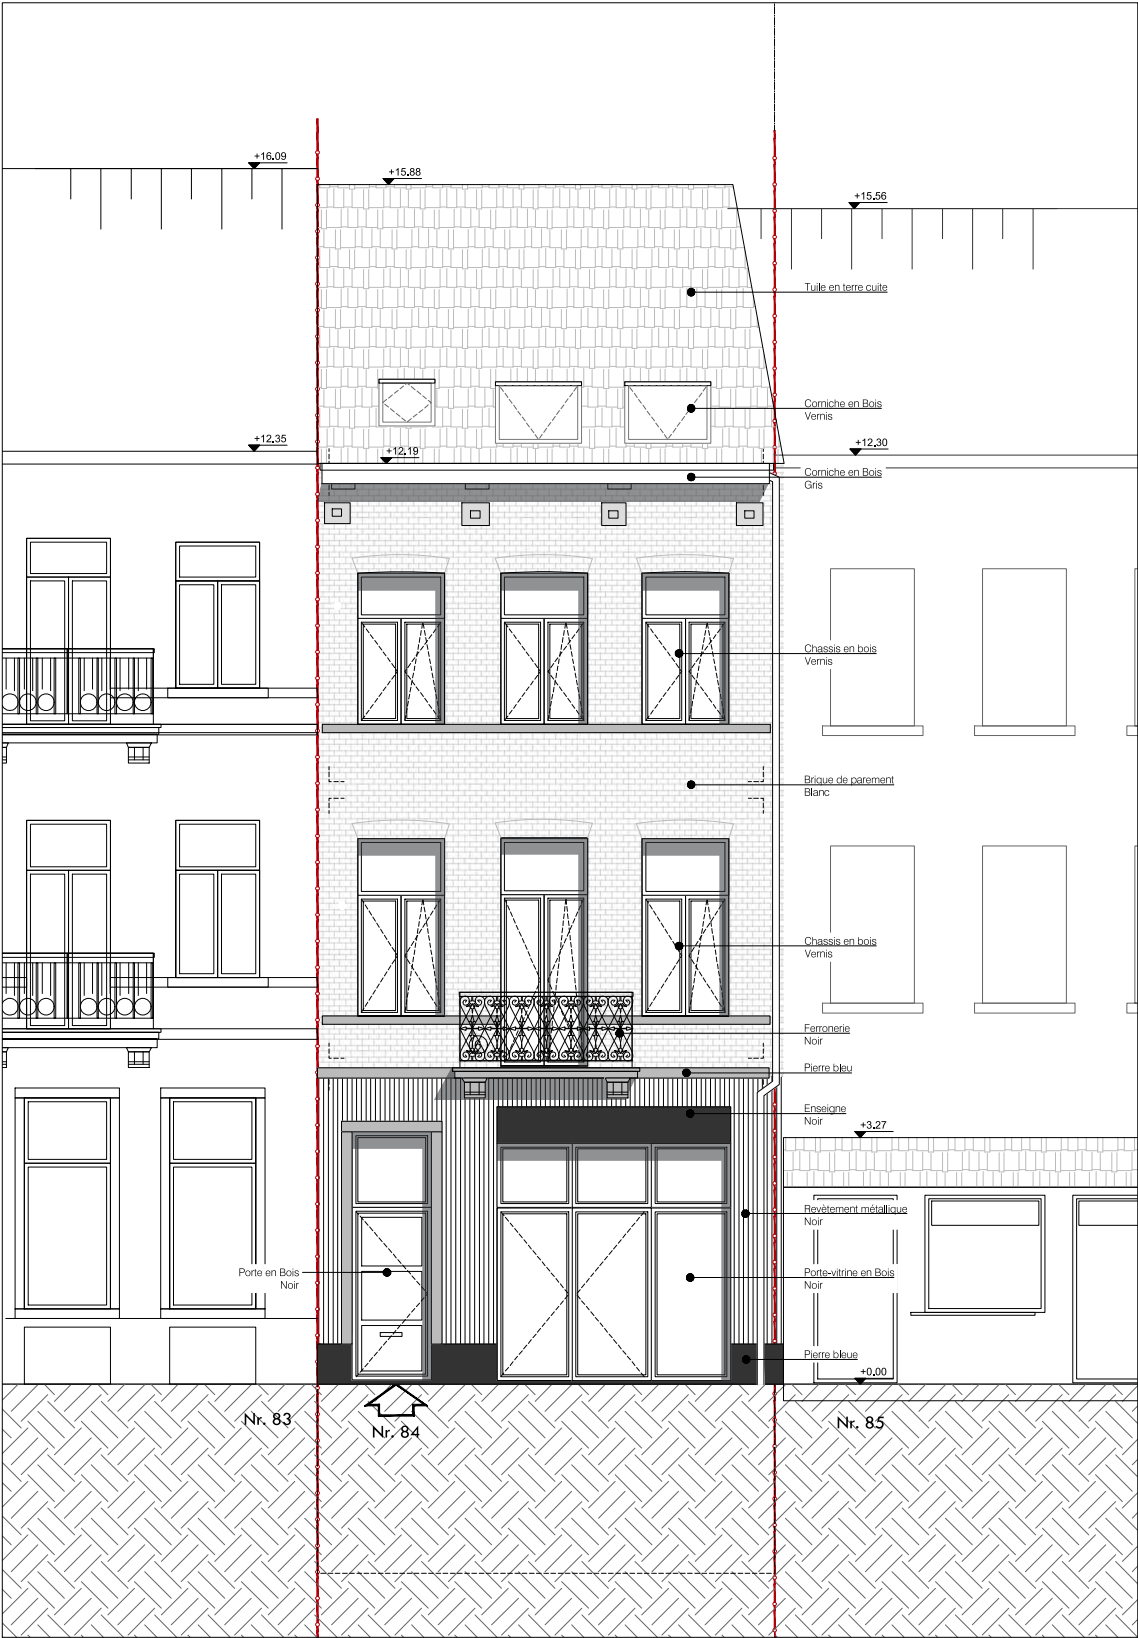 +16.09
+15.88
+15.56
Tuile en terre cuite
Corniche en Bois
Vernis
+12.35
+12.19
+12.30
Corniche en Bois
Gris
Chassis en bois
Vernis
Brique de parement
Blanc
Chassis en bois
Vernis
Ferronerie
Noir
Pierre bleu
Enseigne
Noir
+3.27
Revètement métallique
Noir
Porte en Bois
Noir
Porte-vitrine en Bois
Noir
Pierre bleue
+0.00
Nr. 83
Nr. 84
Nr. 85